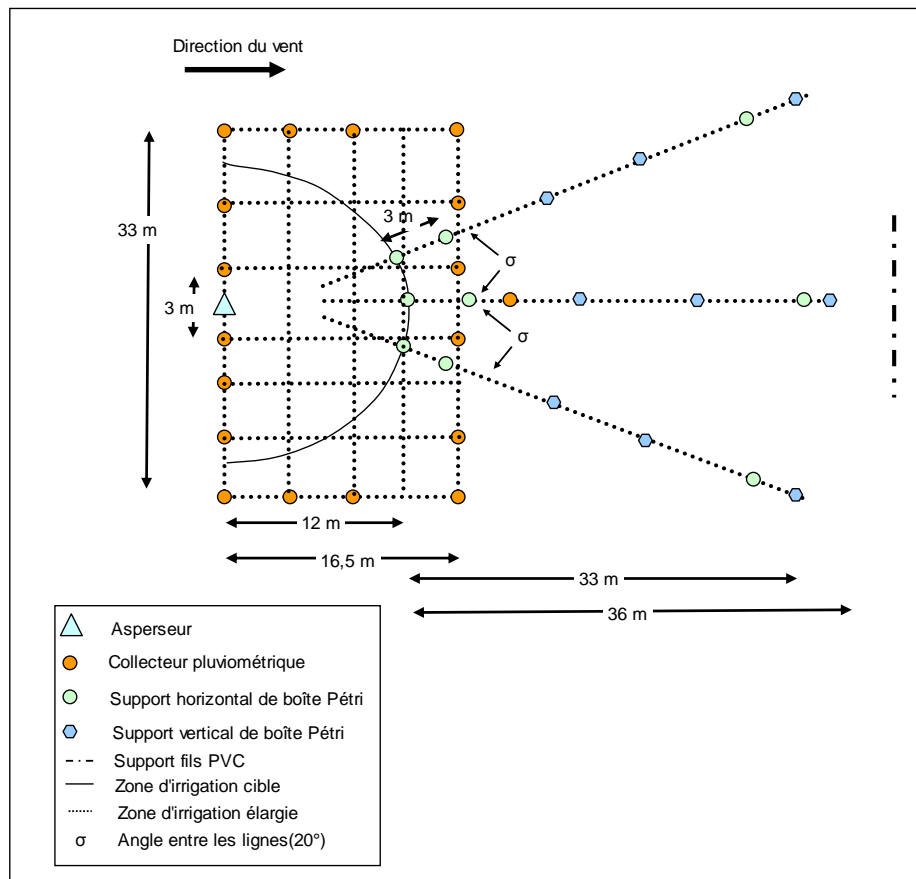 Direction du vent
33 m
3 m
3 m
σ
σ
12 m
16,5 m
33 m
36 m
Asperseur
Collecteur pluviométrique
Support horizontal de boîte Pétri
Support vertical de boîte Pétri
Support fils PVC
Zone d'irrigation cible
Zone d'irrigation élargie
σ Angle entre les lignes(20°)